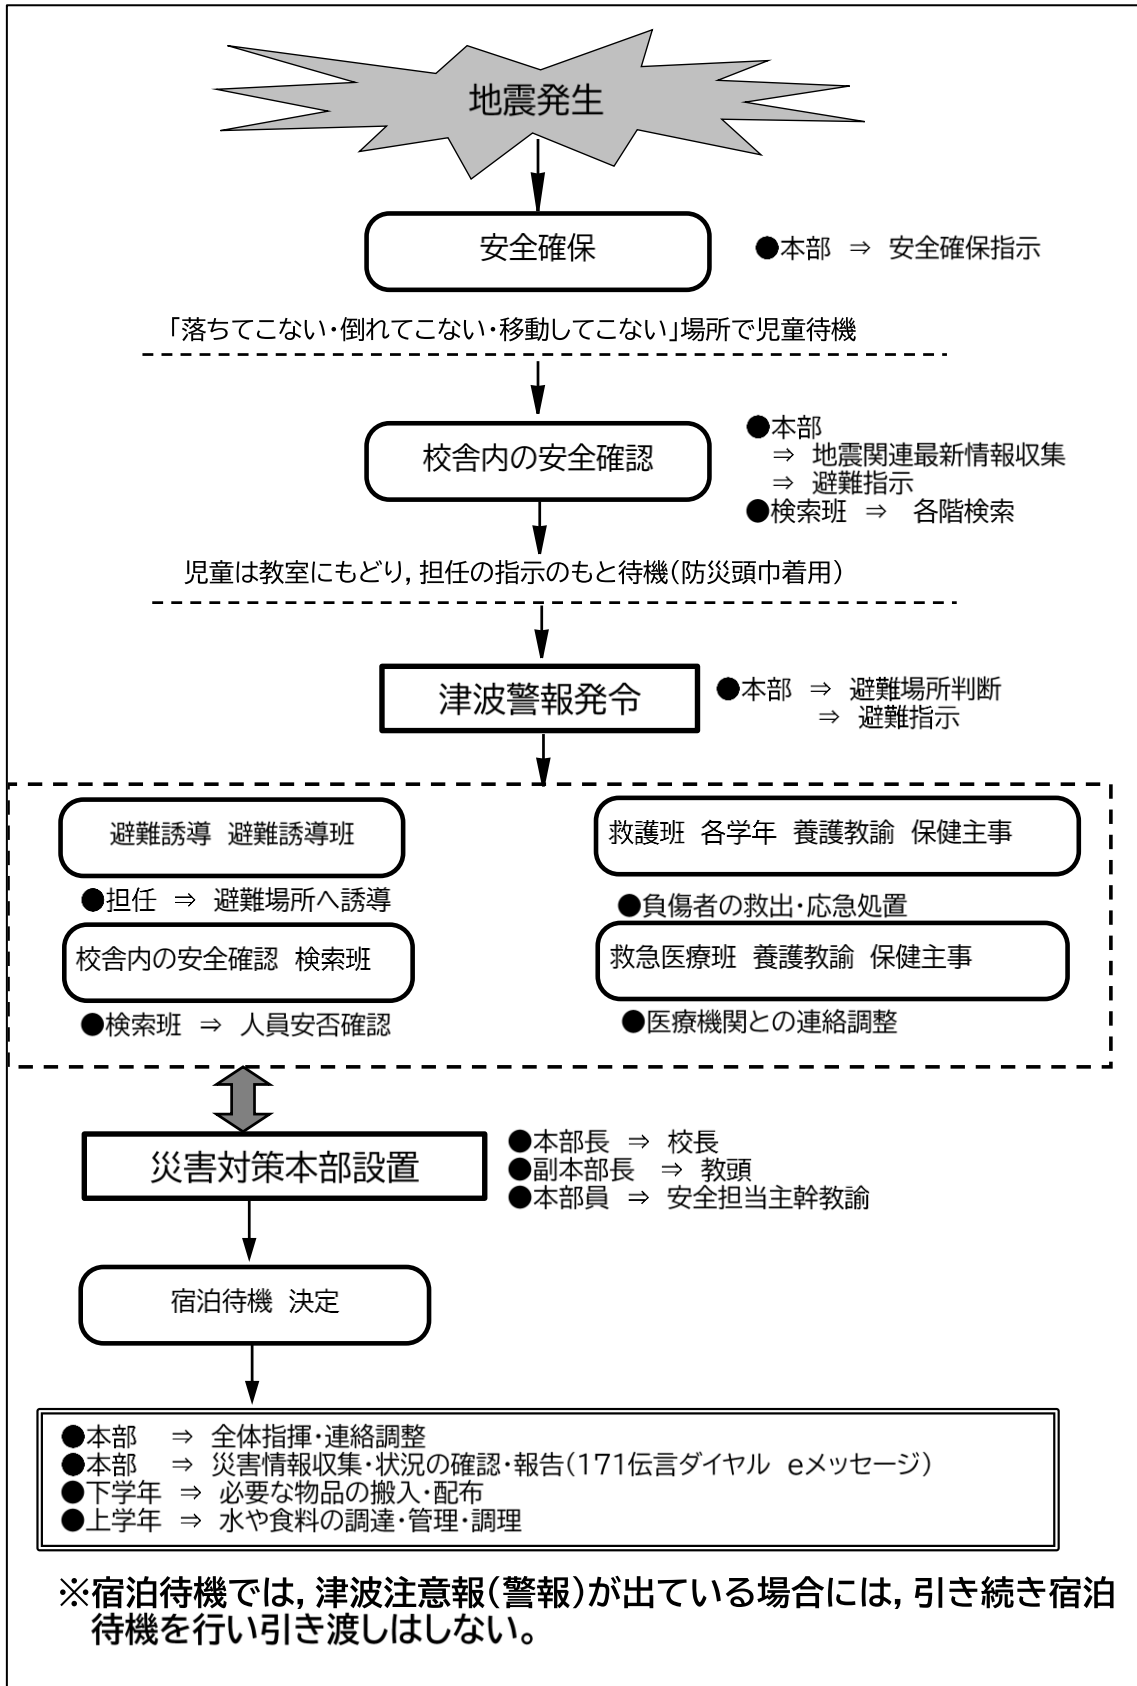 地震発生
安全確保
●本部 ⇒ 安全確保指示
「落ちてこない・倒れてこない・移動してこない」場所で児童待機
校舎内の安全確認
●本部
⇒ 地震関連最新情報収集
⇒ 避難指示
●検索班 ⇒ 各階検索
児童は教室にもどり，担任の指示のもと待機（防災頭巾着用）
津波警報発令
●本部 ⇒ 避難場所判断
⇒ 避難指示
避難誘導 避難誘導班
●担任 ⇒ 避難場所へ誘導
校舎内の安全確認 検索班
●検索班 ⇒ 人員安否確認
救護班 各学年 養護教諭 保健主事
●負傷者の救出・応急処置
救急医療班 養護教諭 保健主事
●医療機関との連絡調整
災害対策本部設置
●本部長 ⇒ 校長
●副本部長 ⇒ 教頭
●本部員 ⇒ 安全担当主幹教諭
宿泊待機 決定
●本部 ⇒ 全体指揮・連絡調整
●本部 ⇒ 災害情報収集・状況の確認・報告（171伝言ダイヤル eメッセージ）
●下学年 ⇒ 必要な物品の搬入・配布
●上学年 ⇒ 水や食料の調達・管理・調理
※宿泊待機では，津波注意報（警報）が出ている場合には，引き続き宿泊
待機を行い引き渡しはしない。